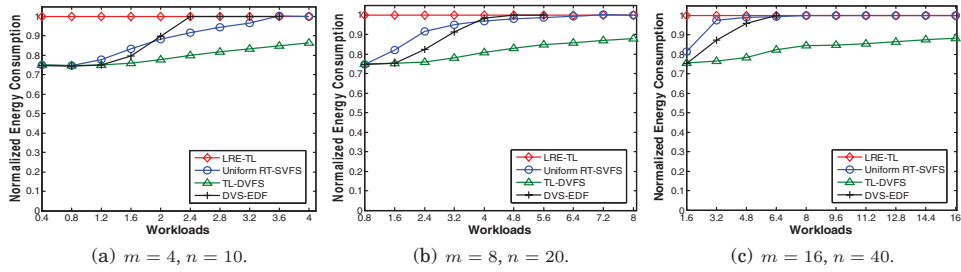 Normalized Energy Consumption
10
0.9
0.8
0.7
0.6
0.5
0.4
0.3
0.2
0.1
0
0.4 0.8 1.2 1.6 2 2.4 2.8 3.2 3.6 4
Workloads
LRE-TL
Uniform RT-SVFS
TL-DVFS
DVS-EDF
(a) m = 4, n = 10.
Normalized Energy Consumption
10
0.9
0.8
0.7
0.6
0.5
0.4
0.3
0.2
0.1
0
0.8 1.6 2.4 3.2 4 4.8 5.6 6.4 7.2 8
Workloads
LRE-TL
Uniform RT-SVFS
TL-DVFS
DVS-EDF
(b) m = 8, n = 20.
Normalized Energy Consumption
10
0.9
0.8
0.7
0.6
0.5
0.4
0.3
0.2
0.1
0
1.6 3.2 4.8 6.4 8 9.6 11.2 12.8 14.4 16
Workloads
LRE-TL
Uniform RT-SVFS
TL-DVFS
DVS-EDF
(c) m = 16, n = 40.